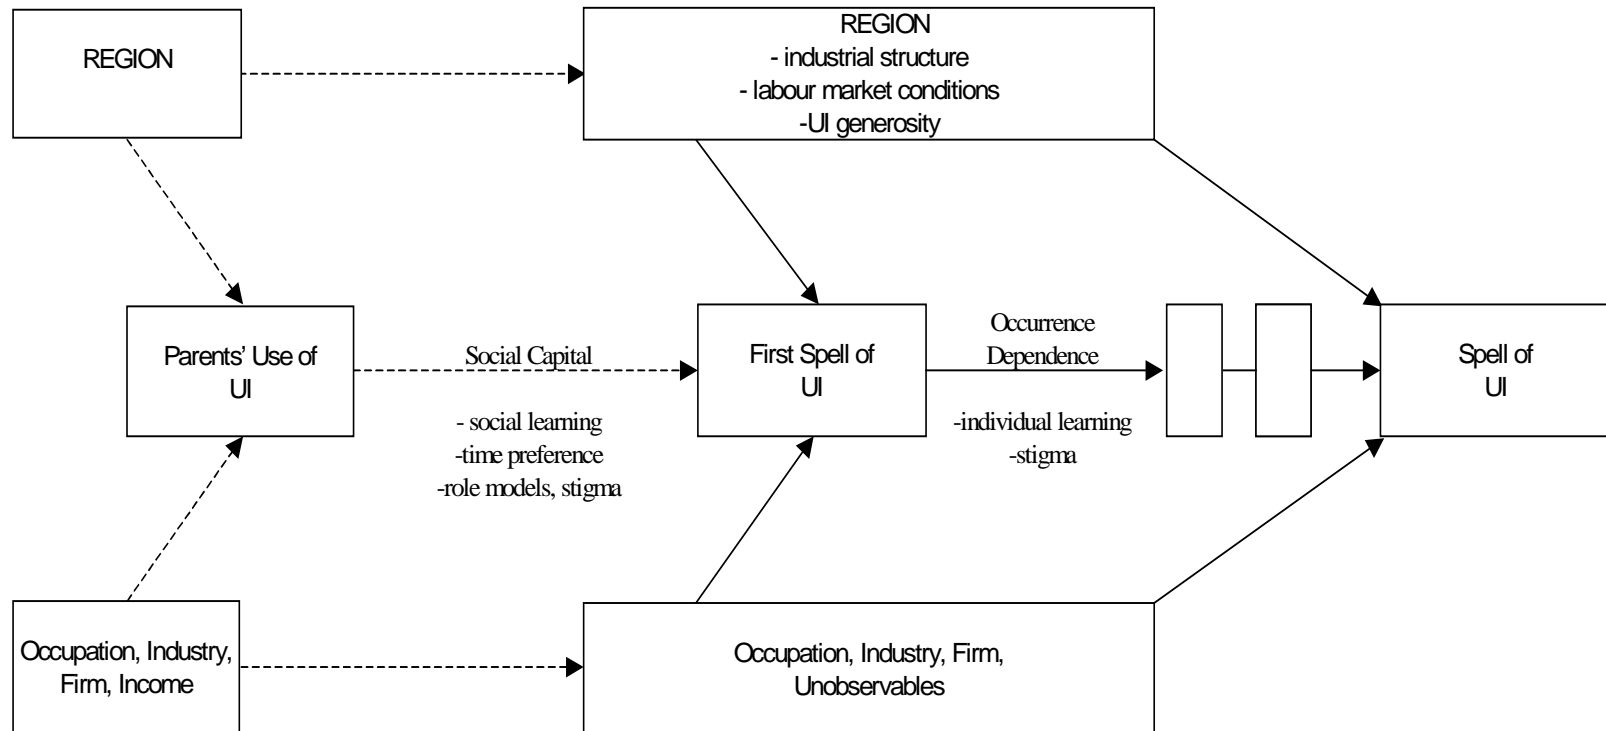 REGION
REGION
- industrial structure
- labour market conditions
-UI generosity
Parents' Use of
UI
Social Capital
- social learning
-time preference
-role models, stigma
First Spell of
UI
Occurrence
Dependence
-individual learning
-stigma
Spell of
UI
Occupation, Industry,
Firm, Income
Occupation, Industry, Firm,
Unobservables